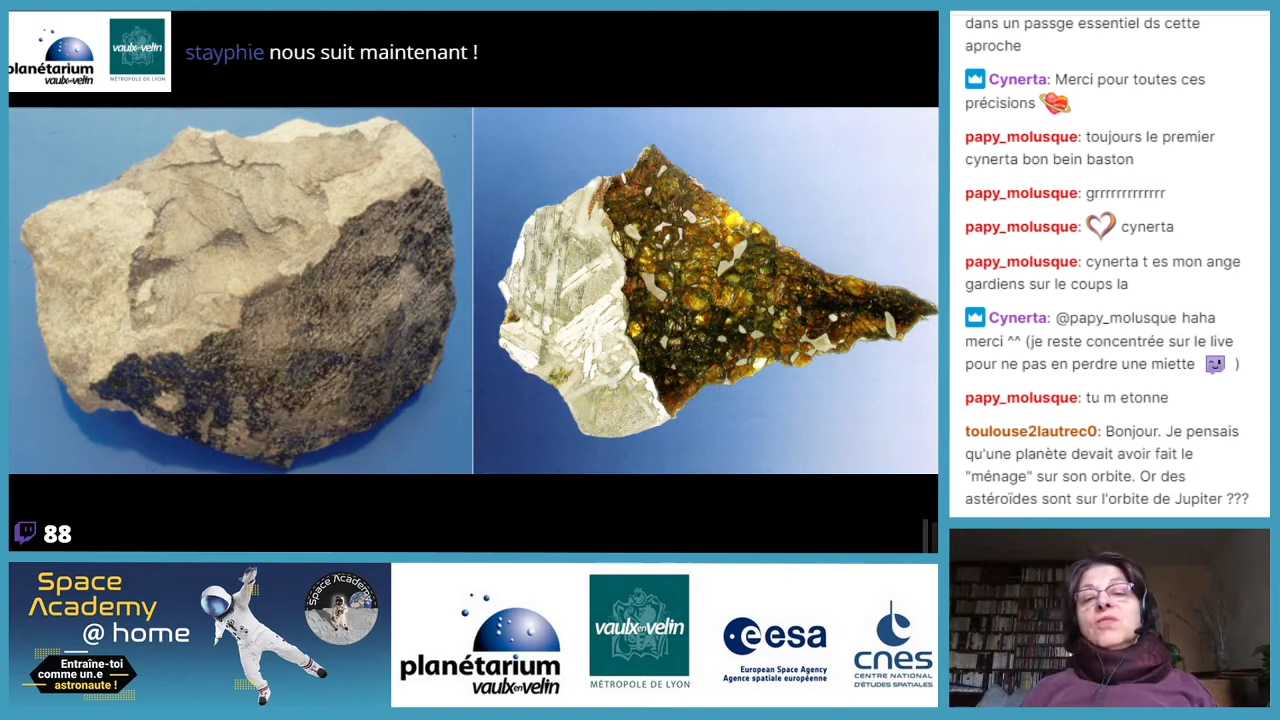 planétarium
vaulx en velin
vaulx en velin
MÉTROPOLE DE LYON
stayphie nous suit maintenant !
88
dans un passge essentiel ds cette
aproche
Cynerta: Merci pour toutes ces
précisions
papy_molusque: toujours le premier
cynerta bon bein baston
papy_molusque: grrrrrrrrrrrrr
papy_molusque: cynerta
papy_molusque: cynerta t es mon ange
gardiens sur le coups la
Cynerta: @papy_molusque haha
merci ^^ (je reste concentrée sur le live
pour ne pas en perdre une miette )
papy_molusque: tu m etonne
toulouse2lautrec0: Bonjour. Je pensais
qu'une planète devait avoir fait le
"ménage" sur son orbite. Or des
astéroïdes sont sur l'orbite de Jupiter ???
Space
Academy
@ home
Entraîne-toi
comme un.e
astronaute !
Space Academy
planétarium
vaulx en velin
vaulx en velin
MÉTROPOLE DE LYON
esa
European Space Agency
Agence spatiale européenne
cnes
CENTRE NATIONAL
D'ÉTUDES SPATIALES